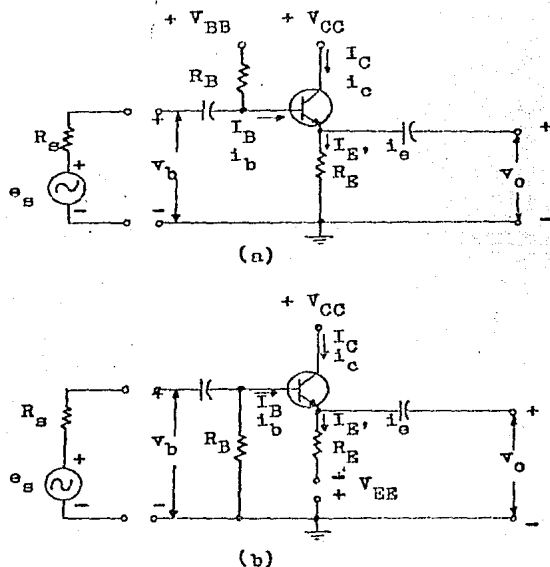 + V_BB + V_CC
I_C
i_c
R_B
R_s
+
+
I_B
i_b
I_E, i_e
R_E
+
v_b
v_o
e_s
-
- -
-
(a)
+ V_CC
I_C
i_c
+
+
R_s
I_B
i_b
I_E, i_e
v_b
R_B
R_E
+
- V_EE
+
v_o
e_s
-
-
-
(b)